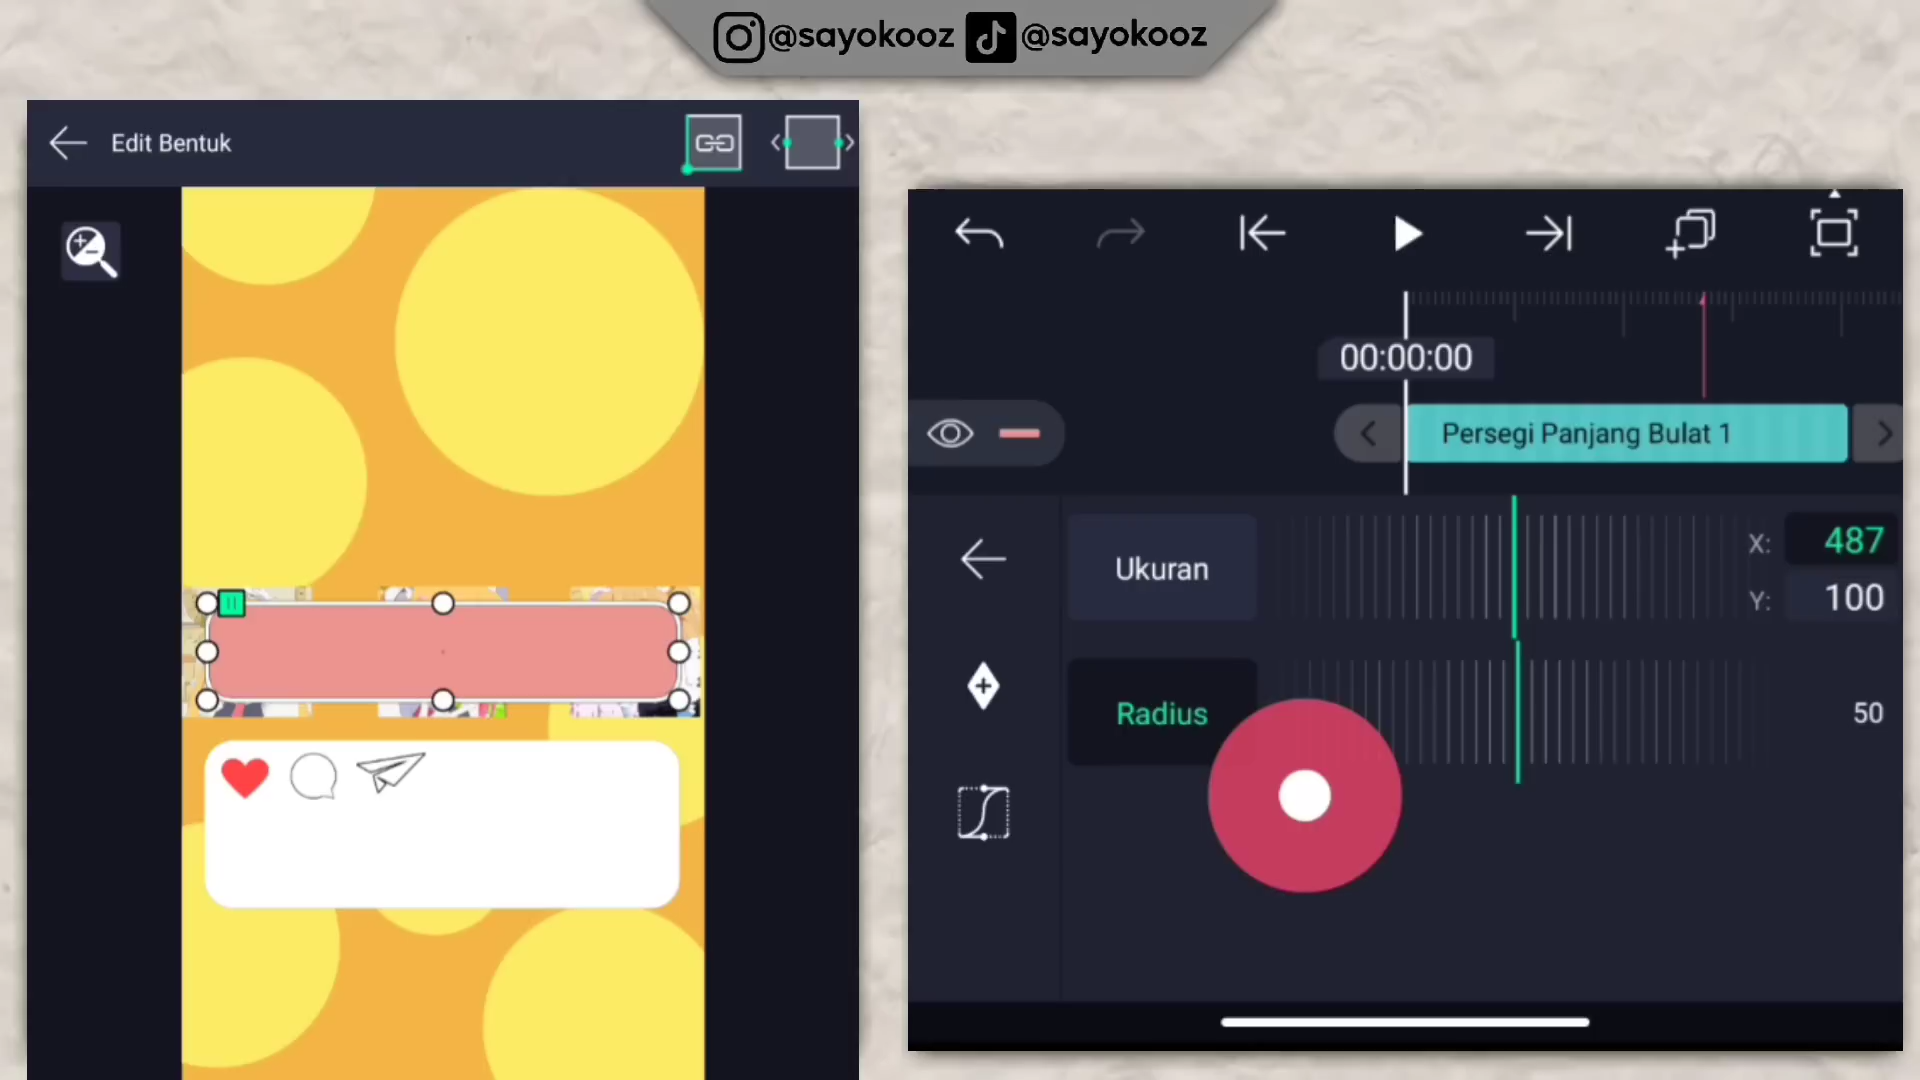 @sayokooz @sayokooz
Edit Bentuk
00:00:00
Persegi Panjang Bulat 1
Ukuran
X: 487
Y: 100
Radius
50